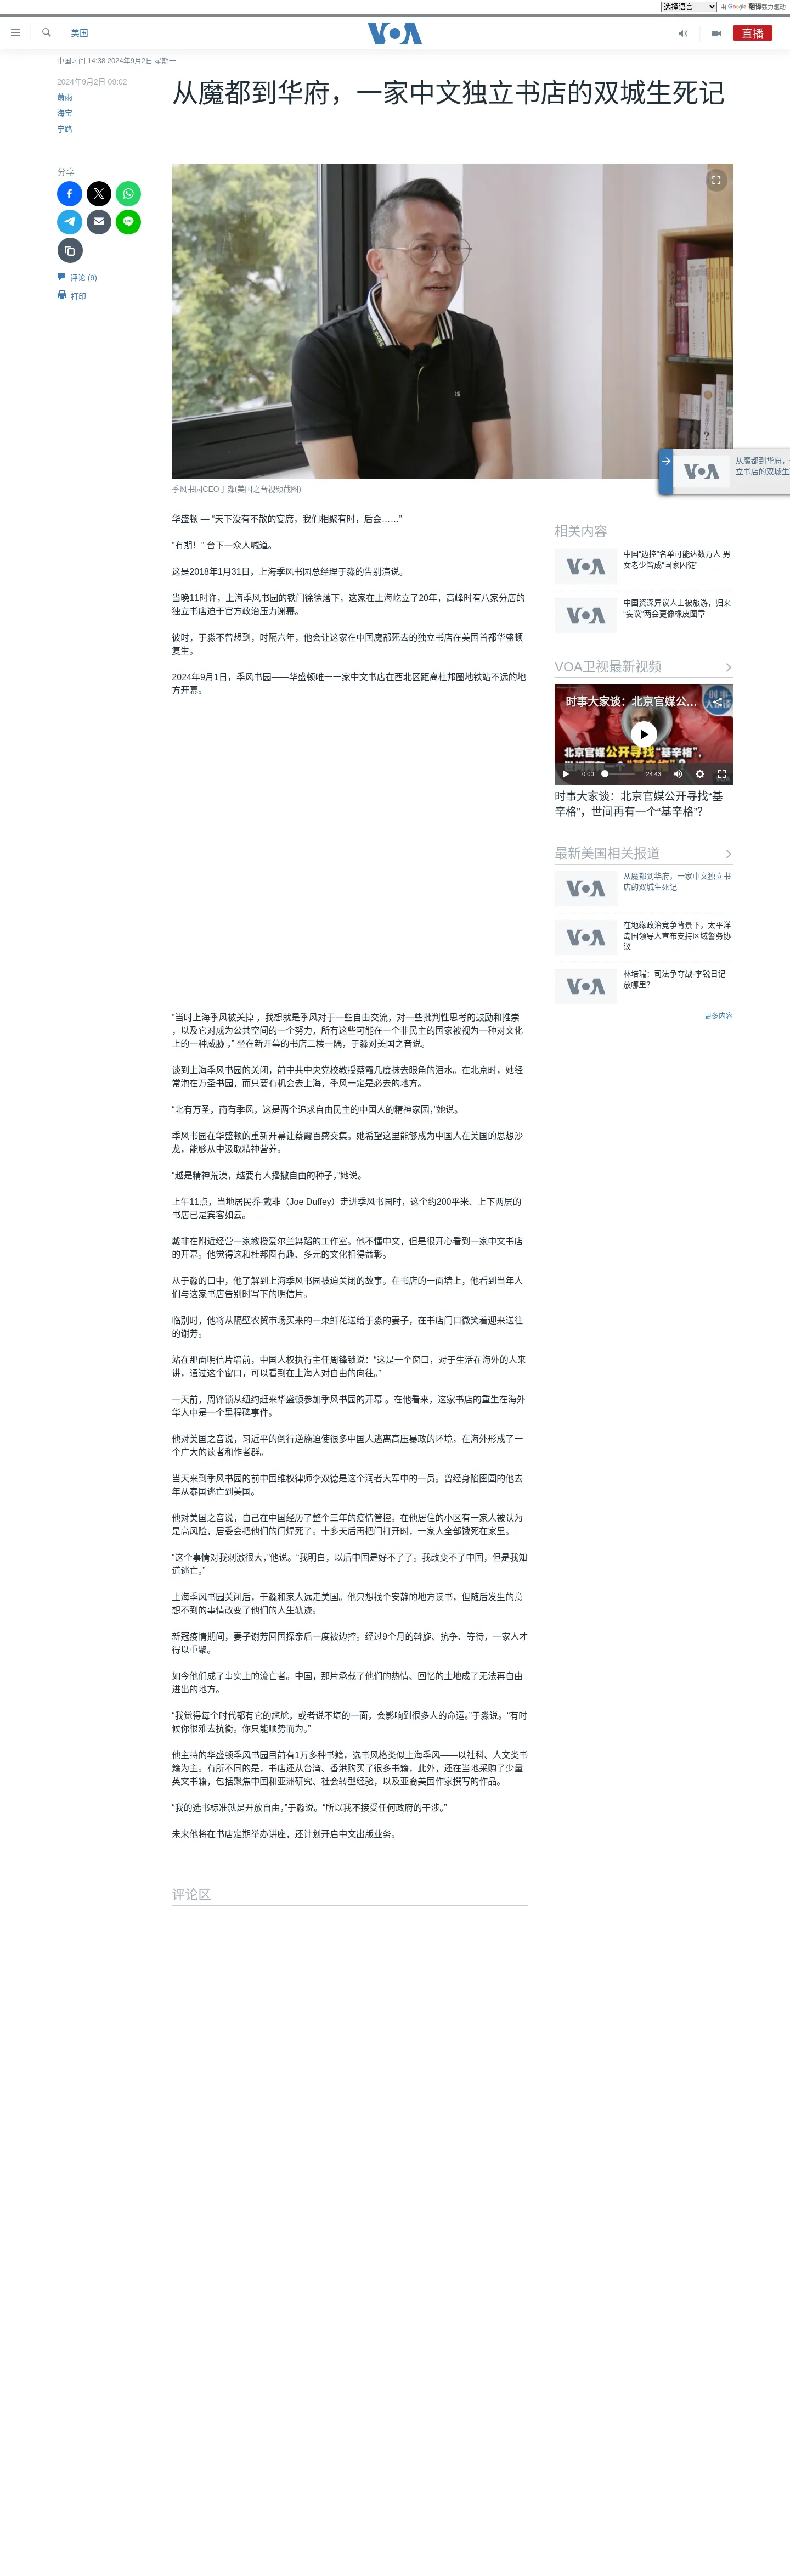 选择语言 由 Google 翻译强力驱动
美国
VOA
直播
中国时间 14:38 2024年9月2日 星期一
2024年9月2日 09:02
萧雨
海宝
宁路
从魔都到华府，一家中文独立书店的双城生死记
分享
评论 (9)
打印
季风书园CEO于淼(美国之音视频截图)
华盛顿 — “天下没有不散的宴席，我们相聚有时，后会……”
“有期！” 台下一众人喊道。
这是2018年1月31日，上海季风书园总经理于淼的告别演说。
当晚11时许，上海季风书园的铁门徐徐落下，这家在上海屹立了20年，高峰时有八家分店的
独立书店迫于官方政治压力谢幕。
彼时，于淼不曾想到，时隔六年，他会让这家在中国魔都死去的独立书店在美国首都华盛顿
复生。
2024年9月1日，季风书园——华盛顿唯一一家中文书店在西北区距离杜邦圈地铁站不远的地
方开幕。
“当时上海季风被关掉 ，我想就是季风对于一些自由交流，对一些批判性思考的鼓励和推崇
，以及它对成为公共空间的一个努力，所有这些可能在一个非民主的国家被视为一种对文化
上的一种威胁 ，” 坐在新开幕的书店二楼一隅，于淼对美国之音说。
谈到上海季风书园的关闭，前中共中央党校教授蔡霞几度抹去眼角的泪水。在北京时，她经
常泡在万圣书园，而只要有机会去上海，季风一定是必去的地方。
“北有万圣，南有季风，这是两个追求自由民主的中国人的精神家园，”她说。
季风书园在华盛顿的重新开幕让蔡霞百感交集。她希望这里能够成为中国人在美国的思想沙
龙，能够从中汲取精神营养。
“越是精神荒漠，越要有人播撒自由的种子，”她说。
上午11点，当地居民乔·戴非（Joe Duffey）走进季风书园时，这个约200平米、上下两层的
书店已是宾客如云。
戴非在附近经营一家教授爱尔兰舞蹈的工作室。他不懂中文，但是很开心看到一家中文书店
的开幕。他觉得这和杜邦圈有趣、多元的文化相得益彰。
从于淼的口中，他了解到上海季风书园被迫关闭的故事。在书店的一面墙上，他看到当年人
们与这家书店告别时写下的明信片。
临别时，他将从隔壁农贸市场买来的一束鲜花送给于淼的妻子，在书店门口微笑着迎来送往
的谢芳。
站在那面明信片墙前，中国人权执行主任周锋锁说：“这是一个窗口，对于生活在海外的人来
讲，通过这个窗口，可以看到在上海人对自由的向往。”
一天前，周锋锁从纽约赶来华盛顿参加季风书园的开幕 。在他看来，这家书店的重生在海外
华人中是一个里程碑事件。
他对美国之音说，习近平的倒行逆施迫使很多中国人逃离高压暴政的环境，在海外形成了一
个广大的读者和作者群。
当天来到季风书园的前中国维权律师李双德是这个润者大军中的一员。曾经身陷囹圄的他去
年从泰国逃亡到美国。
他对美国之音说，自己在中国经历了整个三年的疫情管控。在他居住的小区有一家人被认为
是高风险，居委会把他们的门焊死了。十多天后再把门打开时，一家人全部饿死在家里。
“这个事情对我刺激很大，”他说。“我明白，以后中国是好不了了。我改变不了中国，但是我知
道逃亡。”
上海季风书园关闭后，于淼和家人远走美国。他只想找个安静的地方读书，但随后发生的意
想不到的事情改变了他们的人生轨迹。
新冠疫情期间，妻子谢芳回国探亲后一度被边控。经过9个月的斡旋、抗争、等待，一家人才
得以重聚。
如今他们成了事实上的流亡者。中国，那片承载了他们的热情、回忆的土地成了无法再自由
进出的地方。
“我觉得每个时代都有它的尴尬，或者说不堪的一面，会影响到很多人的命运。”于淼说。“有时
候你很难去抗衡。你只能顺势而为。”
他主持的华盛顿季风书园目前有1万多种书籍，选书风格类似上海季风——以社科、人文类书
籍为主。有所不同的是，书店还从台湾、香港购买了很多书籍，此外，还在当地采购了少量
英文书籍，包括聚焦中国和亚洲研究、社会转型经验，以及亚裔美国作家撰写的作品。
“我的选书标准就是开放自由，”于淼说。“所以我不接受任何政府的干涉。”
未来他将在书店定期举办讲座，还计划开启中文出版业务。
评论区
VOA
从魔都到华府，
立书店的双城生
相关内容
VOA
中国“边控”名单可能达数万人 男
女老少皆成“国家囚徒”
VOA
中国资深异议人士被旅游，归来
“妄议”两会更像橡皮图章
VOA卫视最新视频
时事大家谈：北京官媒公…
北京官媒公开寻找“基辛格”，
0:00 24:43
时事大家谈：北京官媒公开寻找“基
辛格”，世间再有一个“基辛格”？
最新美国相关报道
VOA
从魔都到华府，一家中文独立书
店的双城生死记
VOA
在地缘政治竞争背景下，太平洋
岛国领导人宣布支持区域警务协
议
VOA
林培瑞：司法争夺战-李锐日记
放哪里？
更多内容